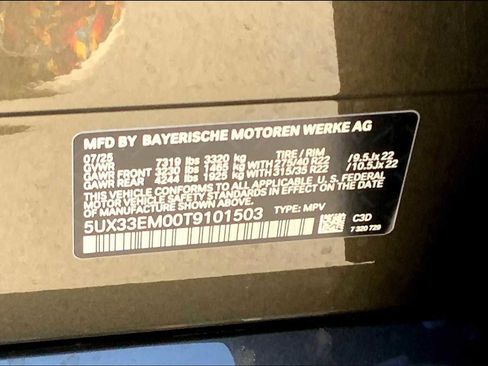 MFD BY BAYERISCHE MOTOREN WERKE AG
07/25 TIRE / RIM
GVWR 7319 lbs 3320 kg
GAWR FRONT 3230 lbs kg W/ 275/40 R22 / 9.5Jx22
GAWR REAR 4244 lbs 1925 kg W/ 315/35 R22 / 10.5Jx22
THIS VEHICLE CONFORMS TO ALL APPLICABLE U. S. FEDERAL
MOTOR VEHICLE SAFETY STANDARDS IN EFFECT ON THE DATE OF
MANUFACTURE SHOWN ABOVE.
5UX33EM00T9101503 TYPE: MPV
C3D
7 320 729